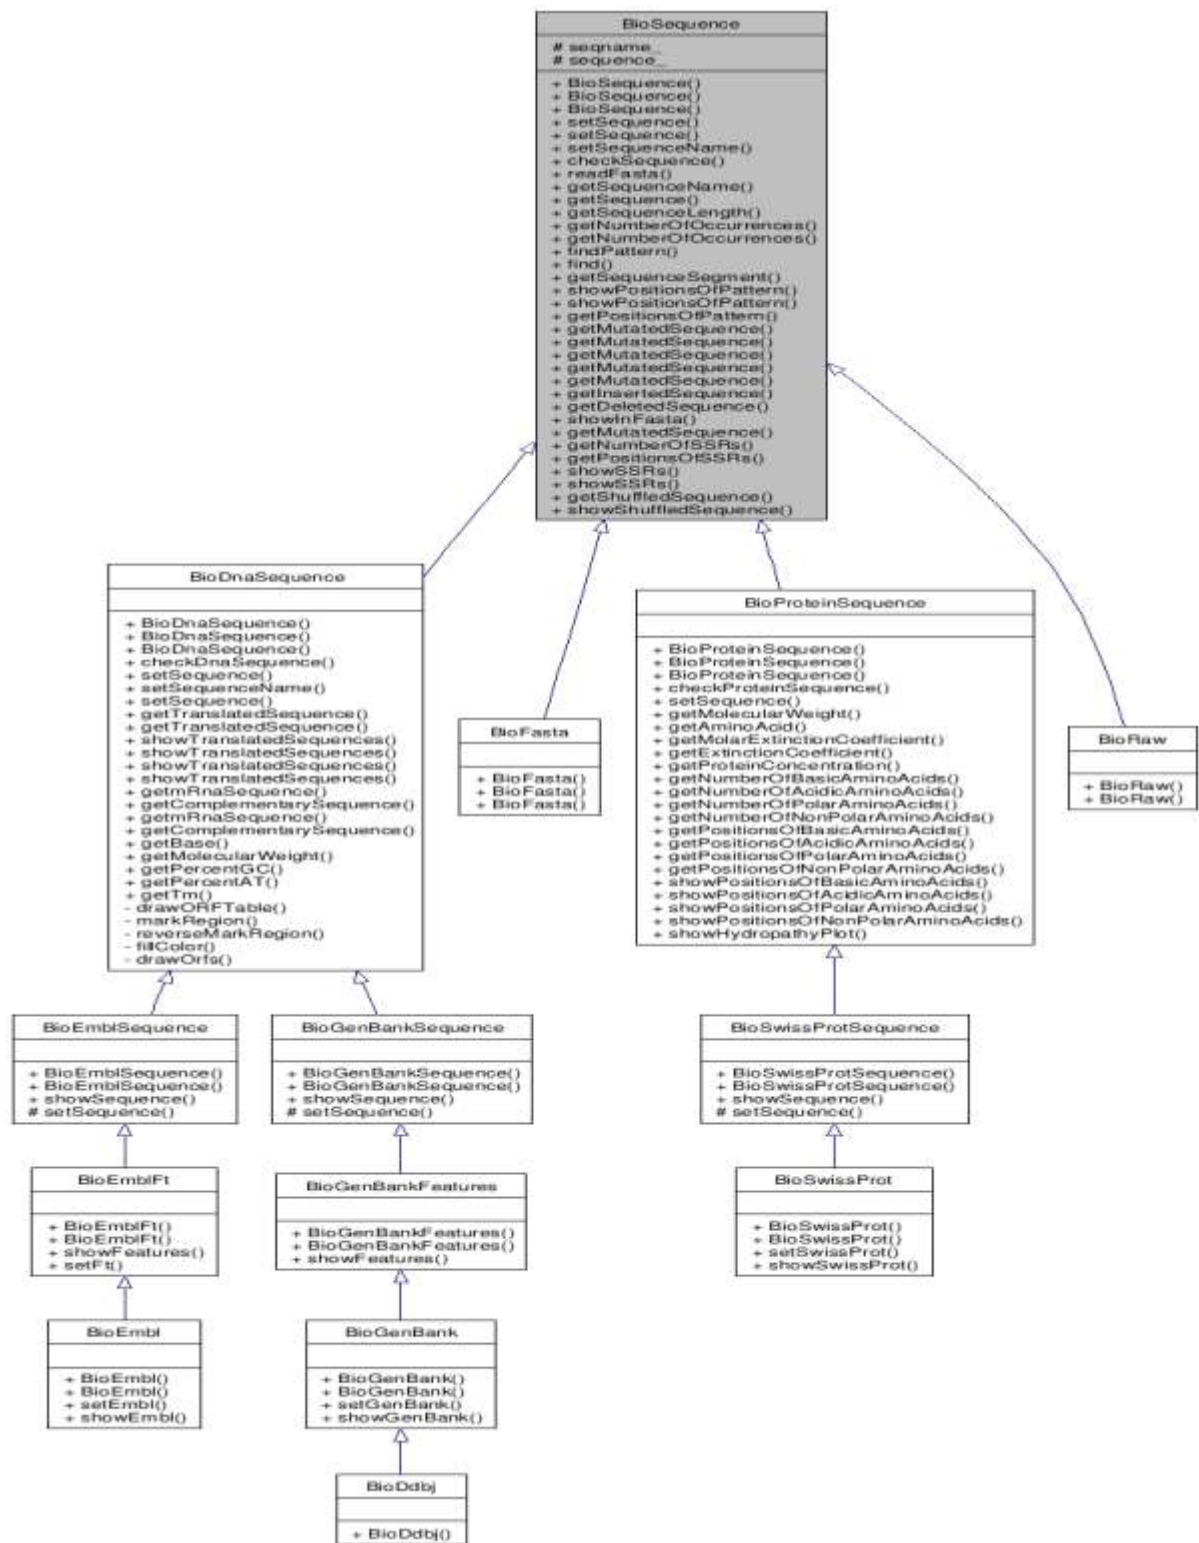 BioSequence
# seqname_
# sequence_
+ BioSequence()
+ BioSequence()
+ BioSequence()
+ setSequence()
+ setSequence()
+ setSequenceName()
+ checkSequence()
+ readFasta()
+ getSequenceName()
+ getSequence()
+ getSequenceLength()
+ getNumberOfOccurrences()
+ getNumberOfOccurrences()
+ findPattern()
+ find()
+ getSequenceSegment()
+ showPositionsOfPattern()
+ showPositionsOfPattern()
+ getPositionsOfPattern()
+ getMutatedSequence()
+ getMutatedSequence()
+ getMutatedSequence()
+ getMutatedSequence()
+ getMutatedSequence()
+ getInsertedSequence()
+ getDeletedSequence()
+ showInFasta()
+ getMutatedSequence()
+ getNumberOfSSRs()
+ getPositionsOfSSRs()
+ showSSRs()
+ showSSRs()
+ getShuffledSequence()
+ showShuffledSequence()
BioDnaSequence
+ BioDnaSequence()
+ BioDnaSequence()
+ BioDnaSequence()
+ checkDnaSequence()
+ setSequence()
+ setSequenceName()
+ setSequence()
+ getTranslatedSequence()
+ getTranslatedSequence()
+ showTranslatedSequences()
+ showTranslatedSequences()
+ showTranslatedSequences()
+ showTranslatedSequences()
+ getmRnaSequence()
+ getComplementarySequence()
+ getmRnaSequence()
+ getComplementarySequence()
+ getBase()
+ getMolecularWeight()
+ getPercentGC()
+ getPercentAT()
+ getTm()
- drawORFTable()
- markRegion()
- reverseMarkRegion()
- fillColor()
- drawOrfs()
BioFasta
+ BioFasta()
+ BioFasta()
+ BioFasta()
BioProteinSequence
+ BioProteinSequence()
+ BioProteinSequence()
+ BioProteinSequence()
+ checkProteinSequence()
+ setSequence()
+ getMolecularWeight()
+ getAminoAcid()
+ getMolarExtinctionCoefficient()
+ getExtinctionCoefficient()
+ getProteinConcentration()
+ getNumberOfBasicAminoAcids()
+ getNumberOfAcidicAminoAcids()
+ getNumberOfPolarAminoAcids()
+ getNumberOfNonPolarAminoAcids()
+ getPositionsOfBasicAminoAcids()
+ getPositionsOfAcidicAminoAcids()
+ getPositionsOfPolarAminoAcids()
+ getPositionsOfNonPolarAminoAcids()
+ showPositionsOfBasicAminoAcids()
+ showPositionsOfAcidicAminoAcids()
+ showPositionsOfPolarAminoAcids()
+ showPositionsOfNonPolarAminoAcids()
+ showHydropathyPlot()
BioRaw
+ BioRaw()
+ BioRaw()
BioEmblSequence
+ BioEmblSequence()
+ BioEmblSequence()
+ showSequence()
# setSequence()
BioGenBankSequence
+ BioGenBankSequence()
+ BioGenBankSequence()
+ showSequence()
# setSequence()
BioSwissProtSequence
+ BioSwissProtSequence()
+ BioSwissProtSequence()
+ showSequence()
# setSequence()
BioEmblFt
+ BioEmblFt()
+ BioEmblFt()
+ showFeatures()
+ setFt()
BioGenBankFeatures
+ BioGenBankFeatures()
+ BioGenBankFeatures()
+ showFeatures()
BioSwissProt
+ BioSwissProt()
+ BioSwissProt()
+ setSwissProt()
+ showSwissProt()
BioEmbl
+ BioEmbl()
+ BioEmbl()
+ setEmbl()
+ showEmbl()
BioGenBank
+ BioGenBank()
+ BioGenBank()
+ setGenBank()
+ showGenBank()
BioDdbj
+ BioDdbj()